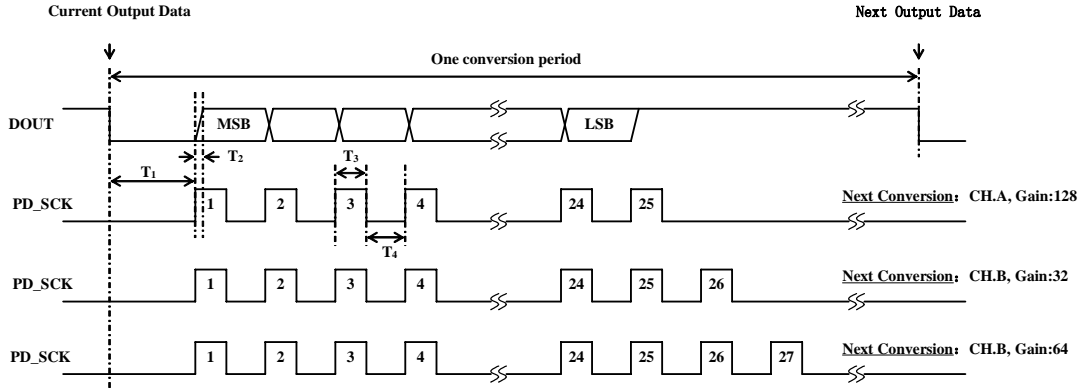 Current Output Data
Next Output Data
One conversion period
DOUT
MSB
LSB
T₂
T₃
T₁
PD_SCK
1 2 3 4 24 25
Next Conversion：CH.A, Gain:128
T₄
PD_SCK
1 2 3 4 24 25 26
Next Conversion：CH.B, Gain:32
PD_SCK
1 2 3 4 24 25 26 27
Next Conversion：CH.B, Gain:64